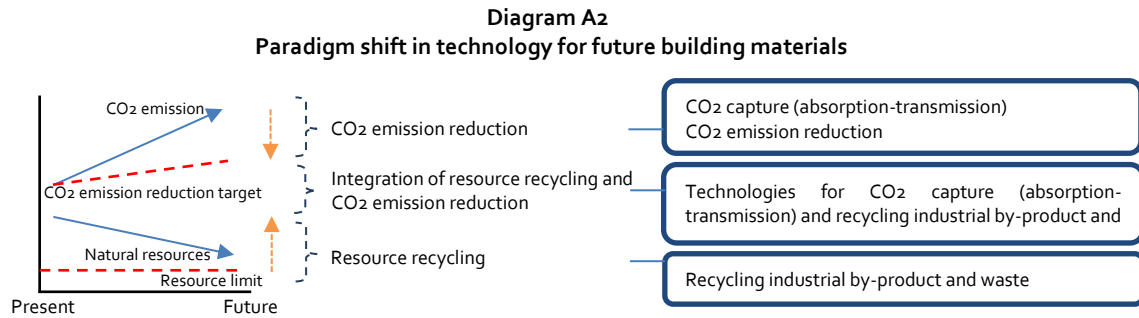 Diagram A2
Paradigm shift in technology for future building materials
CO2 emission
CO2 emission reduction target
Natural resources
Resource limit
Present
Future
CO2 emission reduction
Integration of resource recycling and
CO2 emission reduction
Resource recycling
CO2 capture (absorption-transmission)
CO2 emission reduction
Technologies for CO2 capture (absorption-
transmission) and recycling industrial by-product and
Recycling industrial by-product and waste